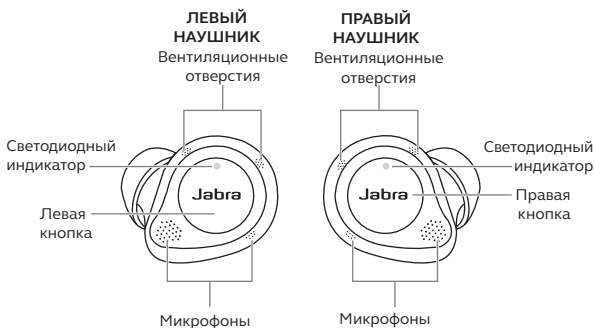 ЛЕВЫЙ
НАУШНИК
Вентиляционные
отверстия
Светодиодный
индикатор
Jabra
Левая
кнопка
Микрофоны
ПРАВЫЙ
НАУШНИК
Вентиляционные
отверстия
Светодиодный
индикатор
Jabra
Правая
кнопка
Микрофоны